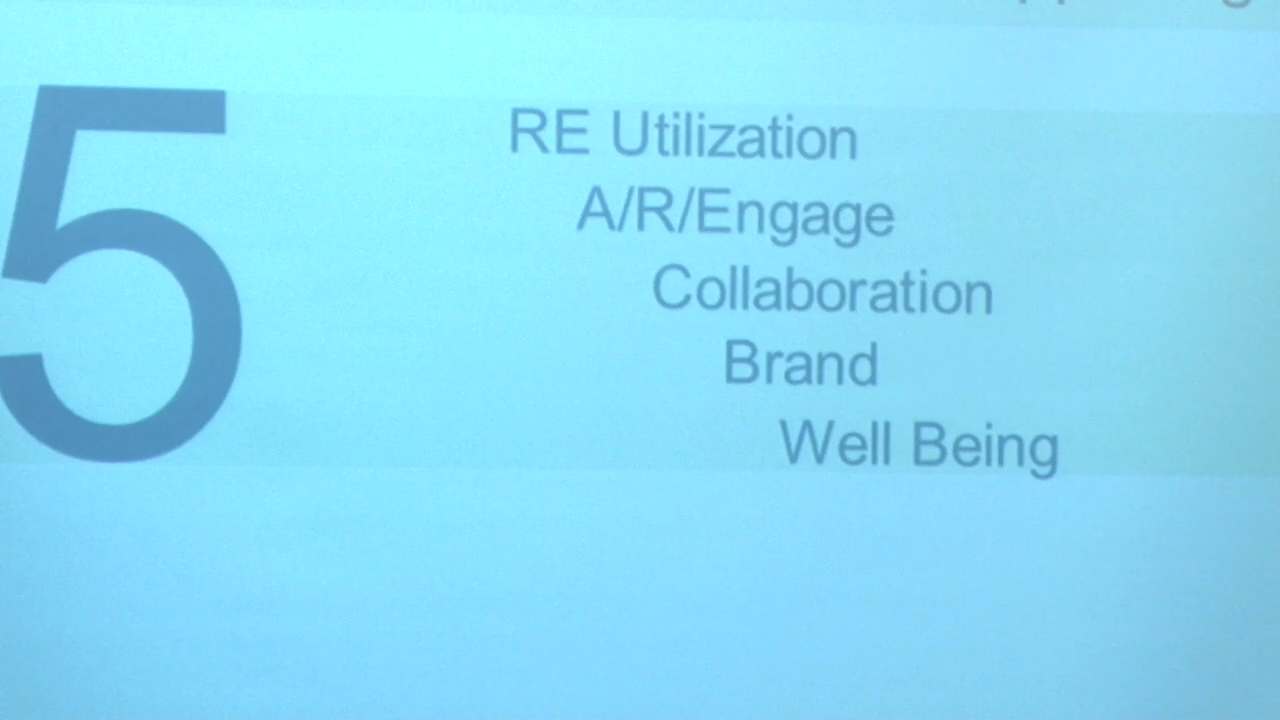 5
RE Utilization
A/R/Engage
Collaboration
Brand
Well Being